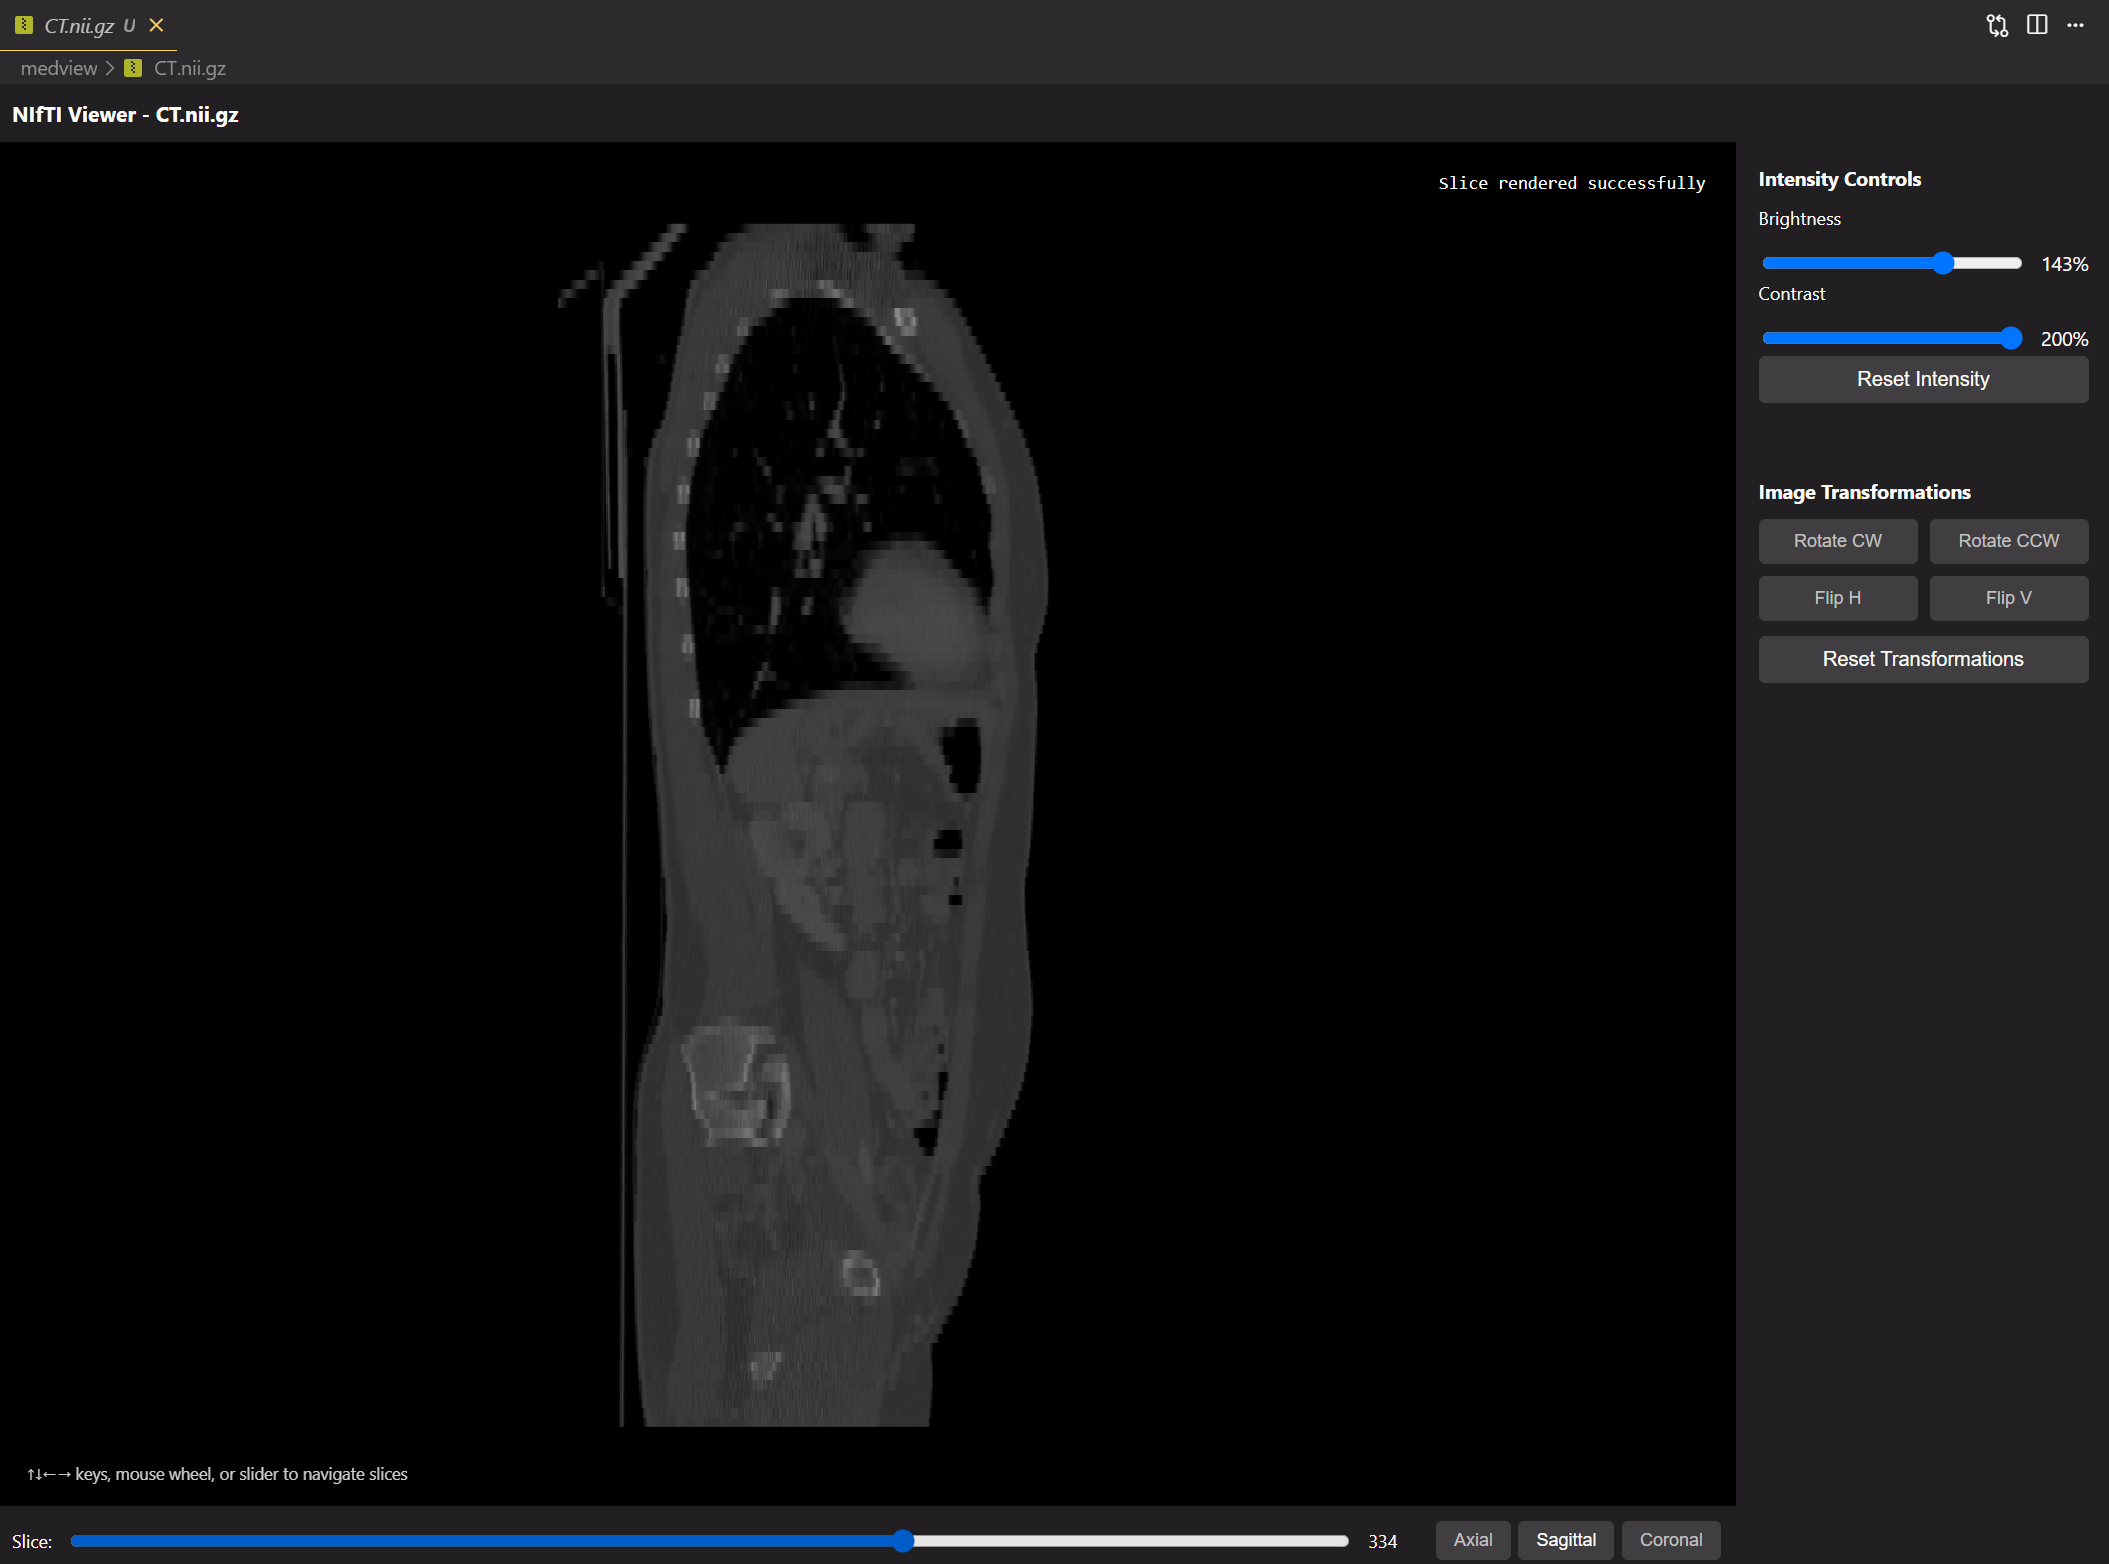 CT.nii.gz U
medview > CT.nii.gz
NIfTI Viewer - CT.nii.gz
Slice rendered successfully
Intensity Controls
Brightness
143%
Contrast
200%
Reset Intensity
Image Transformations
Rotate CW Rotate CCW
Flip H Flip V
Reset Transformations
↑↓←→ keys, mouse wheel, or slider to navigate slices
Slice: 334 Axial Sagittal Coronal